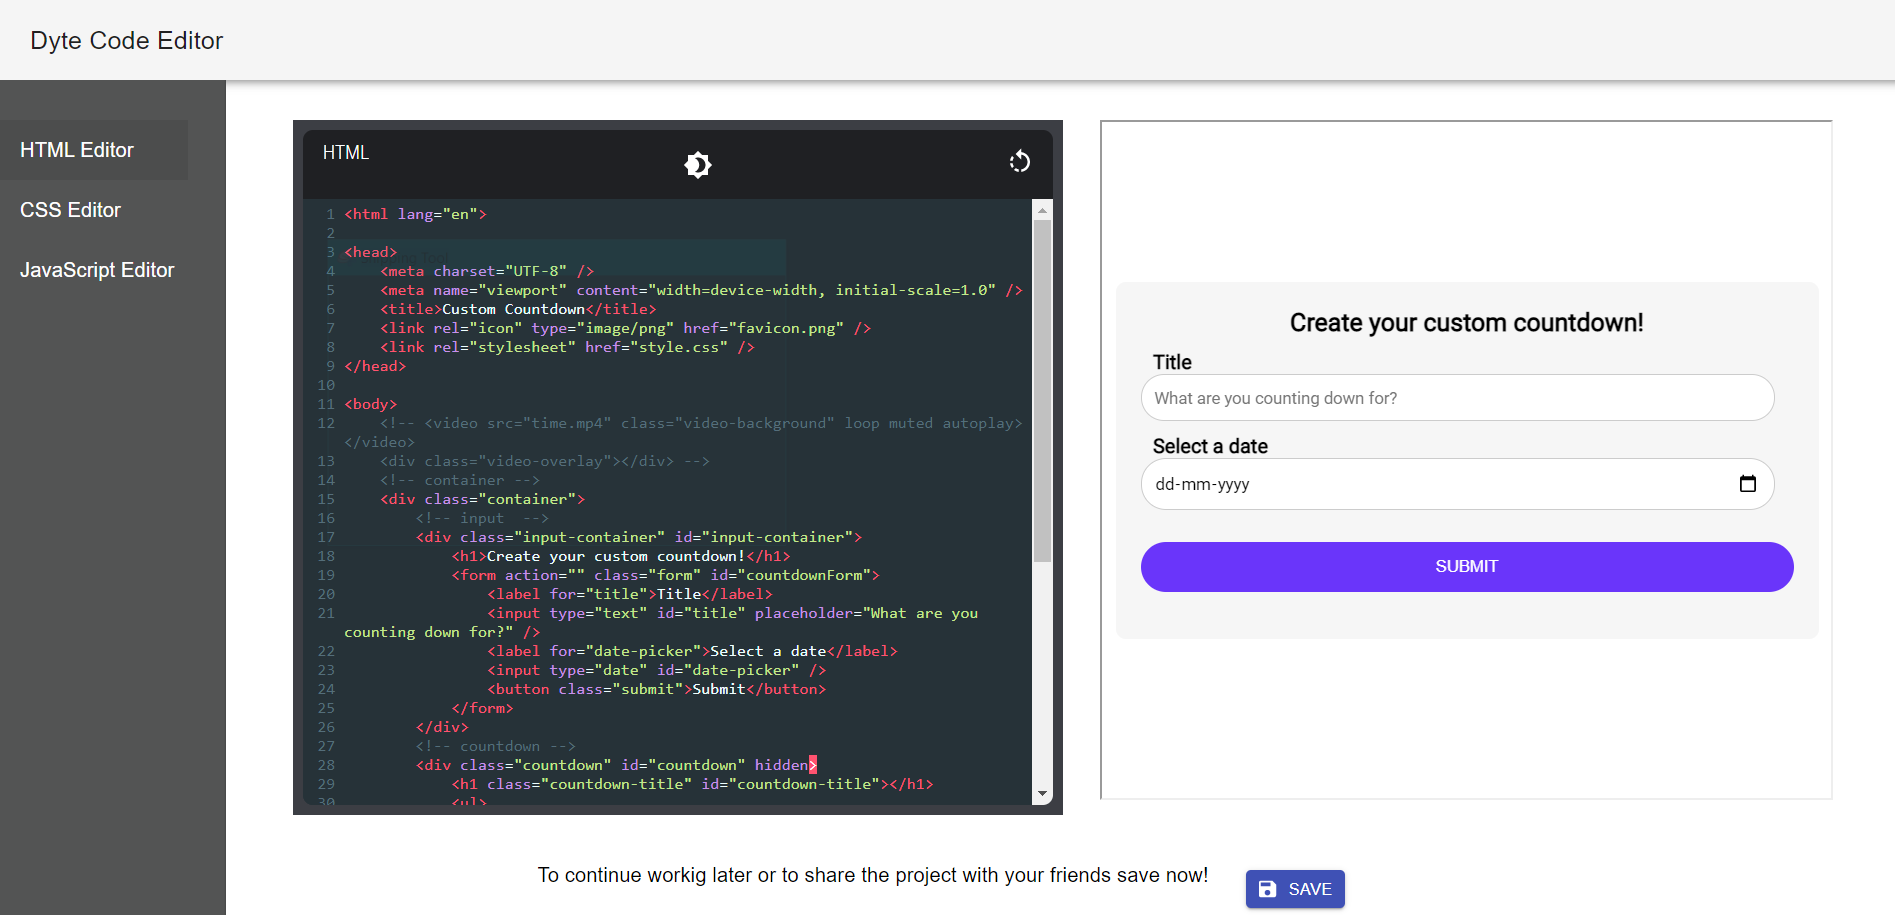 Dyte Code Editor
HTML Editor
CSS Editor
JavaScript Editor
HTML
1 <html lang="en">
2
3 <head>
4     <meta charset="UTF-8" />
5     <meta name="viewport" content="width=device-width, initial-scale=1.0" />
6     <title>Custom Countdown</title>
7     <link rel="icon" type="image/png" href="favicon.png" />
8     <link rel="stylesheet" href="style.css" />
9 </head>
10
11 <body>
12     <!-- <video src="time.mp4" class="video-background" loop muted autoplay>
</video>
13     <div class="video-overlay"></div> -->
14     <!-- container -->
15     <div class="container">
16         <!-- input  -->
17         <div class="input-container" id="input-container">
18             <h1>Create your custom countdown!</h1>
19             <form action="" class="form" id="countdownForm">
20                 <label for="title">Title</label>
21                 <input type="text" id="title" placeholder="What are you
counting down for?" />
22                 <label for="date-picker">Select a date</label>
23                 <input type="date" id="date-picker" />
24                 <button class="submit">Submit</button>
25             </form>
26         </div>
27         <!-- countdown -->
28         <div class="countdown" id="countdown" hidden>
29             <h1 class="countdown-title" id="countdown-title"></h1>
30             <ul>
Create your custom countdown!
Title
What are you counting down for?
Select a date
dd-mm-yyyy
SUBMIT
To continue workig later or to share the project with your friends save now!
SAVE